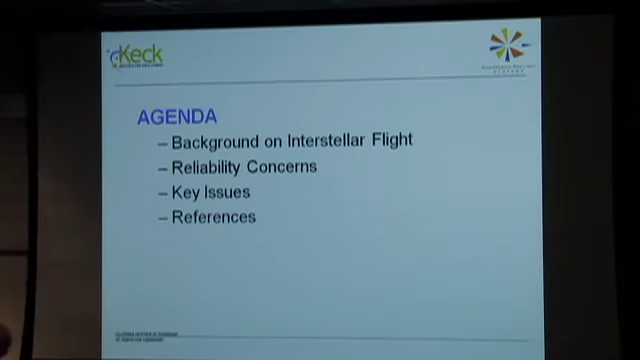 Keck
AGENDA
– Background on Interstellar Flight
– Reliability Concerns
– Key Issues
– References